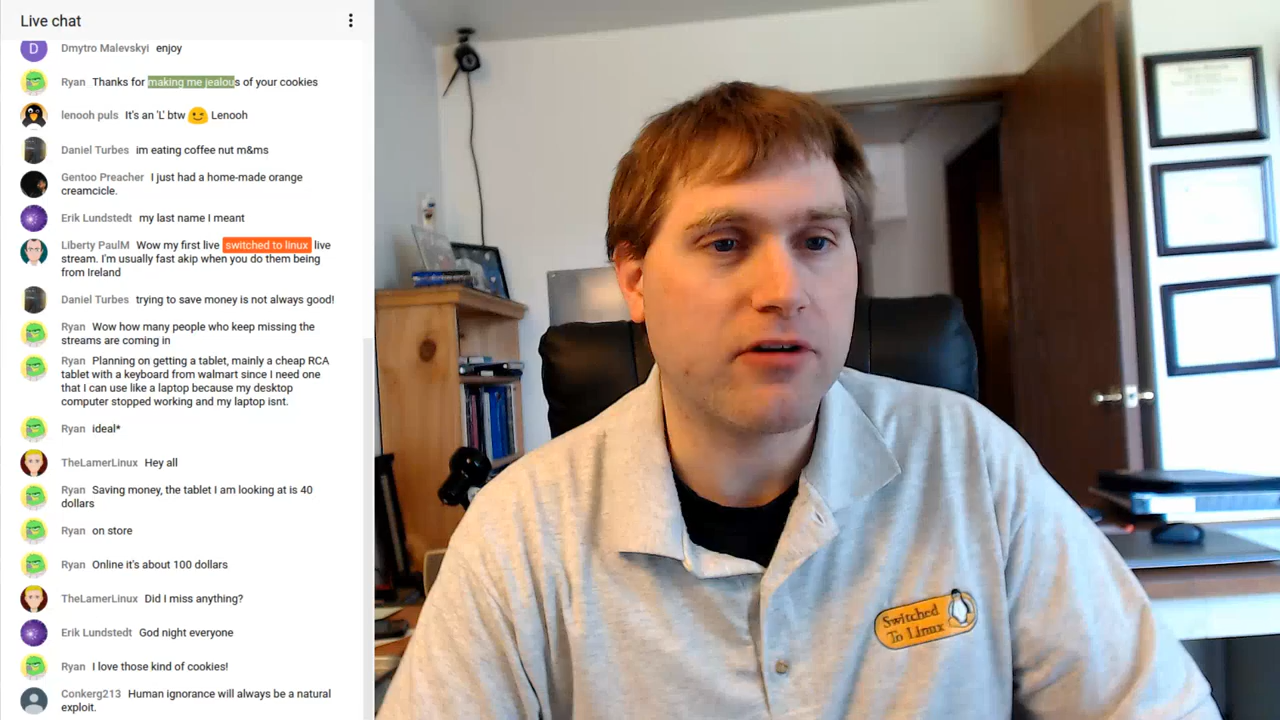 Live chat
Dmytro Malevskyi enjoy
Ryan Thanks for making me jealous of your cookies
lenooh puls It's an 'L' btw 😉 Lenooh
Daniel Turbes im eating coffee nut m&ms
Gentoo Preacher I just had a home-made orange
creamcicle.
Erik Lundstedt my last name I meant
Liberty PaulM Wow my first live switched to linux live
stream. I'm usually fast akip when you do them being
from Ireland
Daniel Turbes trying to save money is not always good!
Ryan Wow how many people who keep missing the
streams are coming in
Ryan Planning on getting a tablet, mainly a cheap RCA
tablet with a keyboard from walmart since I need one
that I can use like a laptop because my desktop
computer stopped working and my laptop isnt.
Ryan ideal*
TheLamerLinux Hey all
Ryan Saving money, the tablet I am looking at is 40
dollars
Ryan on store
Ryan Online it's about 100 dollars
TheLamerLinux Did I miss anything?
Erik Lundstedt God night everyone
Ryan I love those kind of cookies!
Conkerg213 Human ignorance will always be a natural
exploit.
D
Switched
To Linux